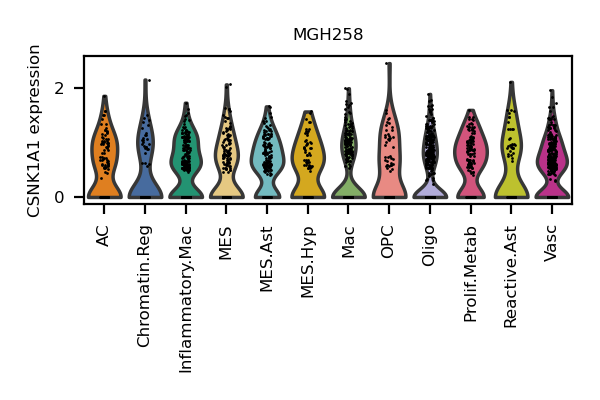 MGH258
CSNK1A1 expression
2
0
AC
Chromatin.Reg
Inflammatory.Mac
MES
MES.Ast
MES.Hyp
Mac
OPC
Oligo
Prolif.Metab
Reactive.Ast
Vasc